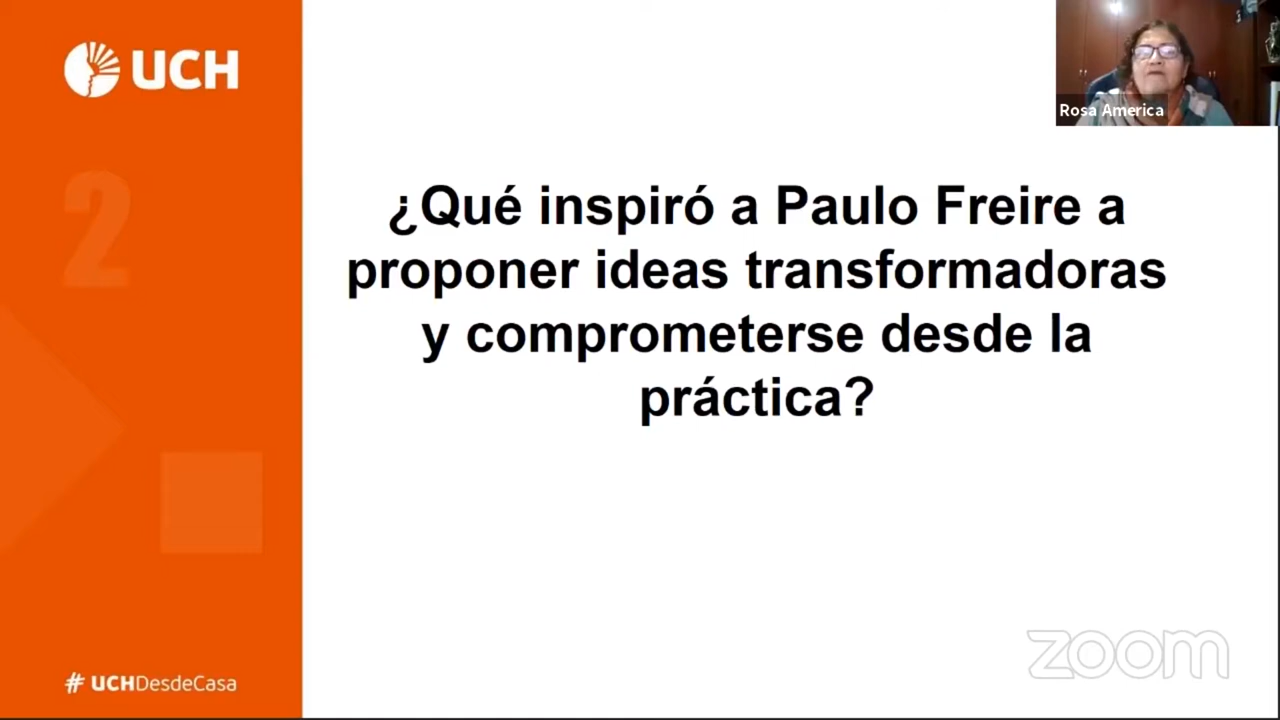 UCH
Rosa America
2
¿Qué inspiró a Paulo Freire a
proponer ideas transformadoras
y comprometerse desde la
práctica?
zoom
# UCHDesdeCasa